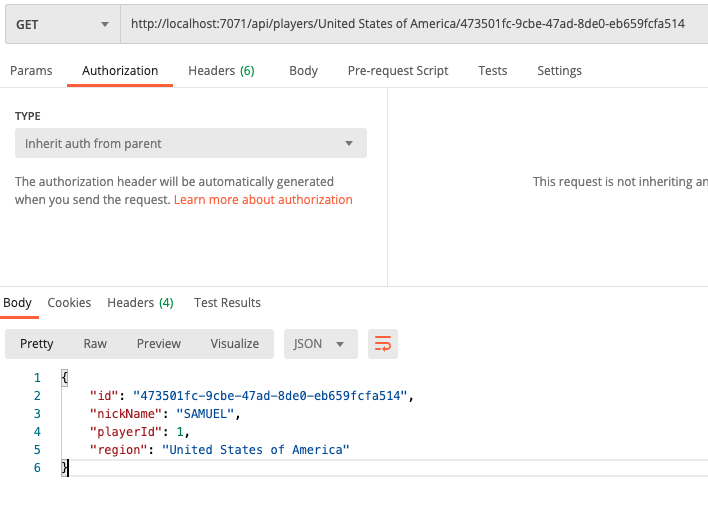 GET http://localhost:7071/api/players/United States of America/473501fc-9cbe-47ad-8de0-eb659fcfa514
Params Authorization Headers (6) Body Pre-request Script Tests Settings
TYPE
Inherit auth from parent
The authorization header will be automatically generated
when you send the request. Learn more about authorization
This request is not inheriting an
Body Cookies Headers (4) Test Results
Pretty Raw Preview Visualize JSON
1 {
2 "id": "473501fc-9cbe-47ad-8de0-eb659fcfa514",
3 "nickName": "SAMUEL",
4 "playerId": 1,
5 "region": "United States of America"
6 }